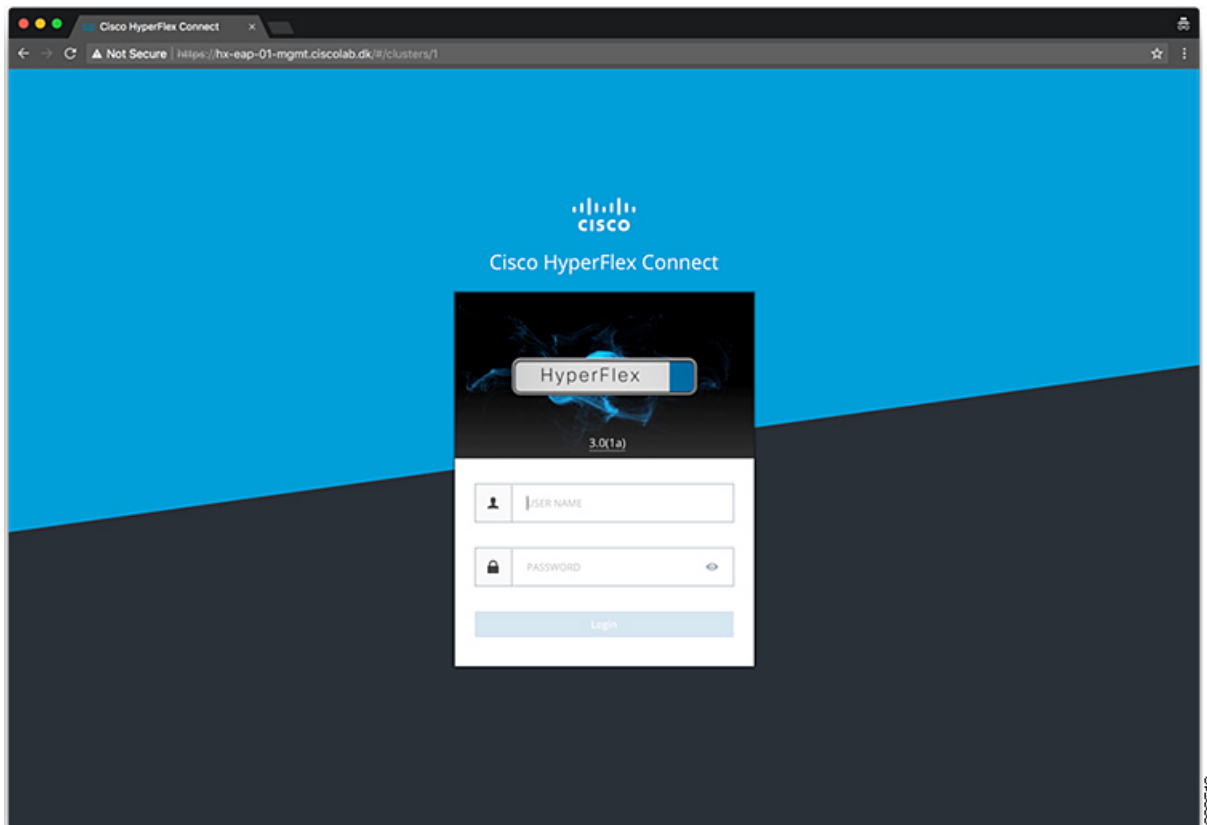 Cisco HyperFlex Connect
Not Secure https://hx-eap-01-mgmt.ciscolab.dk/#/clusters/1
CISCO
Cisco HyperFlex Connect
HyperFlex
3.0(1a)
USER NAME
PASSWORD
Login